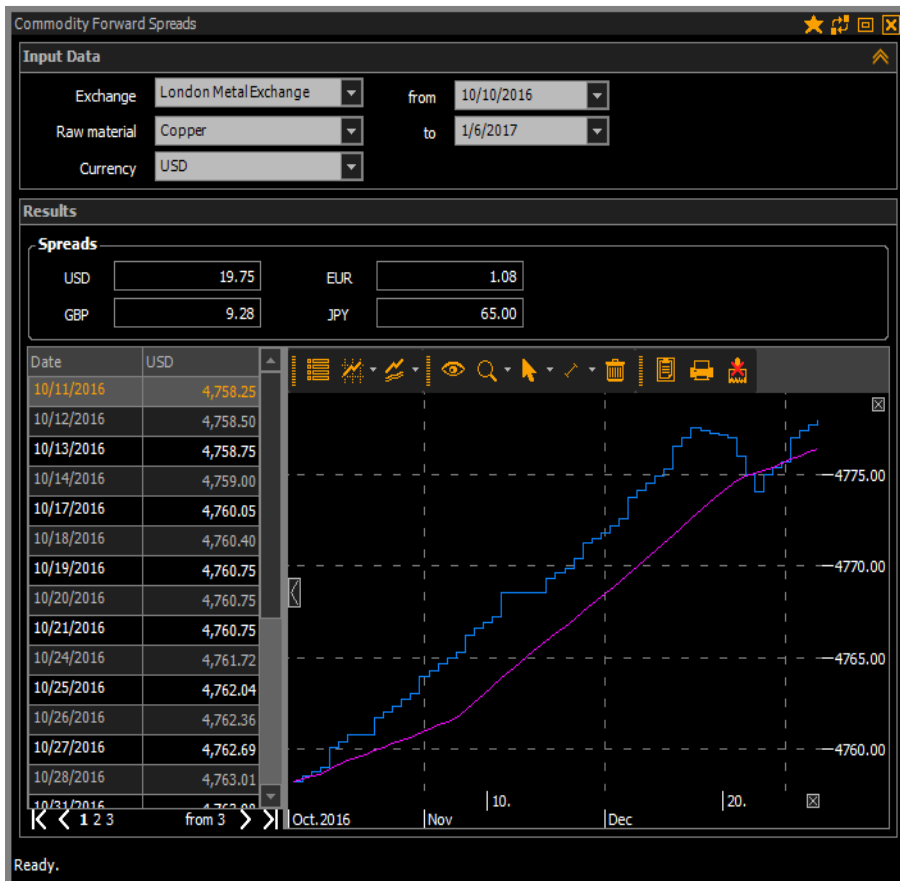 Commodity Forward Spreads
Input Data
Exchange London Metal Exchange from 10/10/2016
Raw material Copper to 1/6/2017
Currency USD
Results
Spreads
USD 19.75 EUR 1.08
GBP 9.28 JPY 65.00
Date USD
10/11/2016 4,758.25
10/12/2016 4,758.50
10/13/2016 4,758.75
10/14/2016 4,759.00
10/17/2016 4,760.05
10/18/2016 4,760.40
10/19/2016 4,760.75
10/20/2016 4,760.75
10/21/2016 4,760.75
10/24/2016 4,761.72
10/25/2016 4,762.04
10/26/2016 4,762.36
10/27/2016 4,762.69
10/28/2016 4,763.01
10/31/2016
1 2 3 from 3
4775.00
4770.00
4765.00
4760.00
10. 20.
Oct.2016 Nov Dec
Ready.